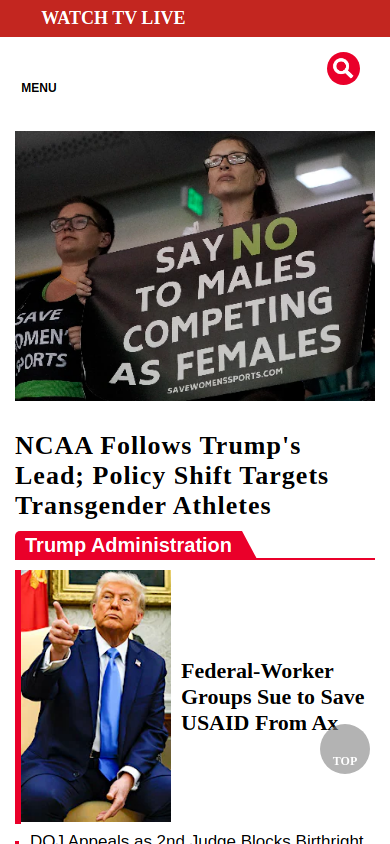 WATCH TV LIVE
MENU
SAY NO
TO MALES
COMPETING
AS FEMALES
SAVEWOMENSSPORTS.COM
SAVE
OMEN'
PORTS
NCAA Follows Trump's
Lead; Policy Shift Targets
Transgender Athletes
Trump Administration
Federal-Worker
Groups Sue to Save
USAID From Ax
TOP
DOJ Appeals as 2nd Judge Blocks Birthright